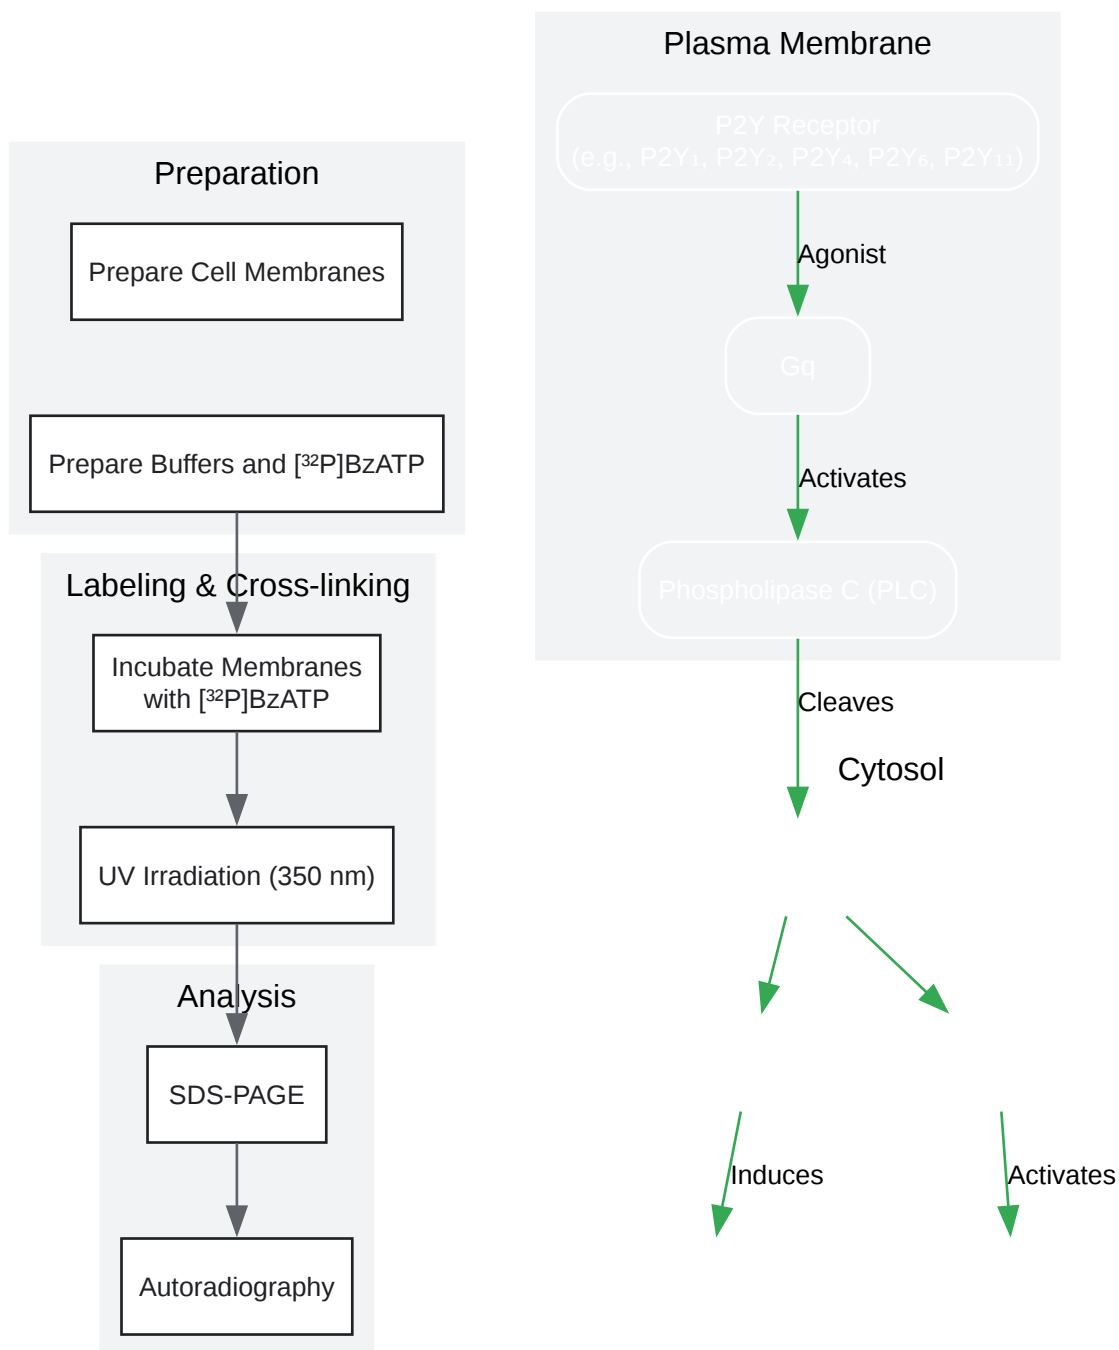 Preparation
Prepare Cell Membranes
Prepare Buffers and [³²P]BzATP
Labeling & Cross-linking
Incubate Membranes
with [³²P]BzATP
UV Irradiation (350 nm)
Analysis
SDS-PAGE
Autoradiography
Plasma Membrane
P2Y Receptor
(e.g., P2Y₁, P2Y₂, P2Y₄, P2Y₆, P2Y₁₁)
Agonist
Gq
Activates
Phospholipase C (PLC)
Cleaves
Cytosol
Induces
Activates